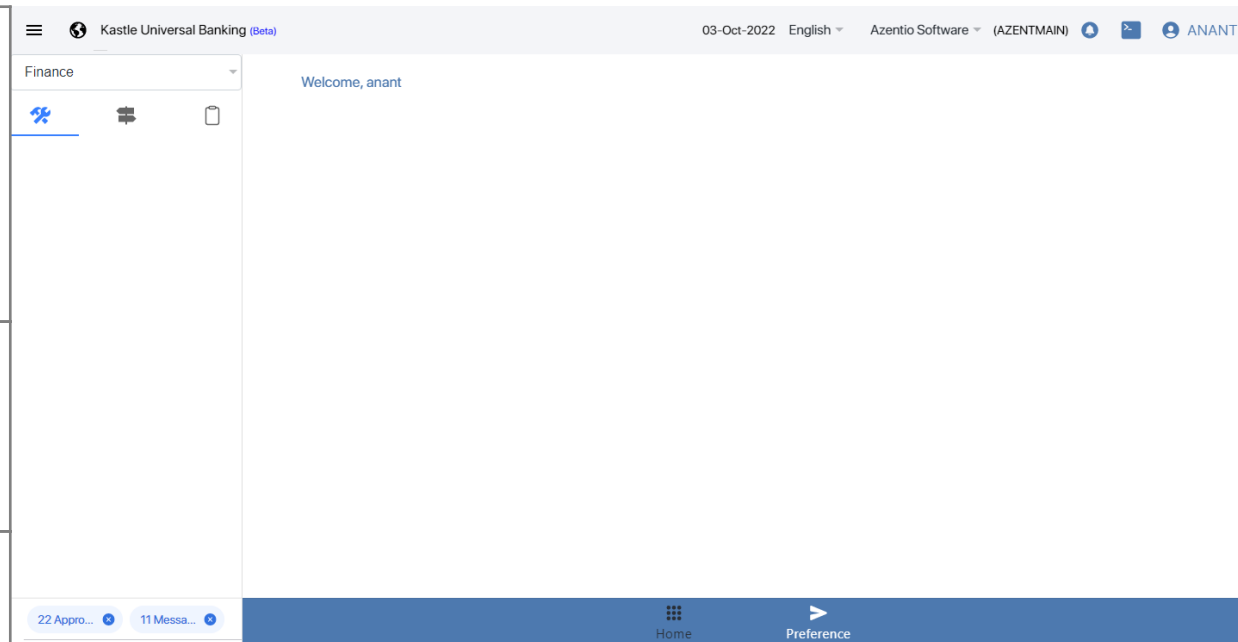 Kastle Universal Banking (Beta) 03-Oct-2022 English Azentio Software (AZENTMAIN) ANANT
Finance
Welcome, anant
22 Appro... 11 Messa...
Home Preference